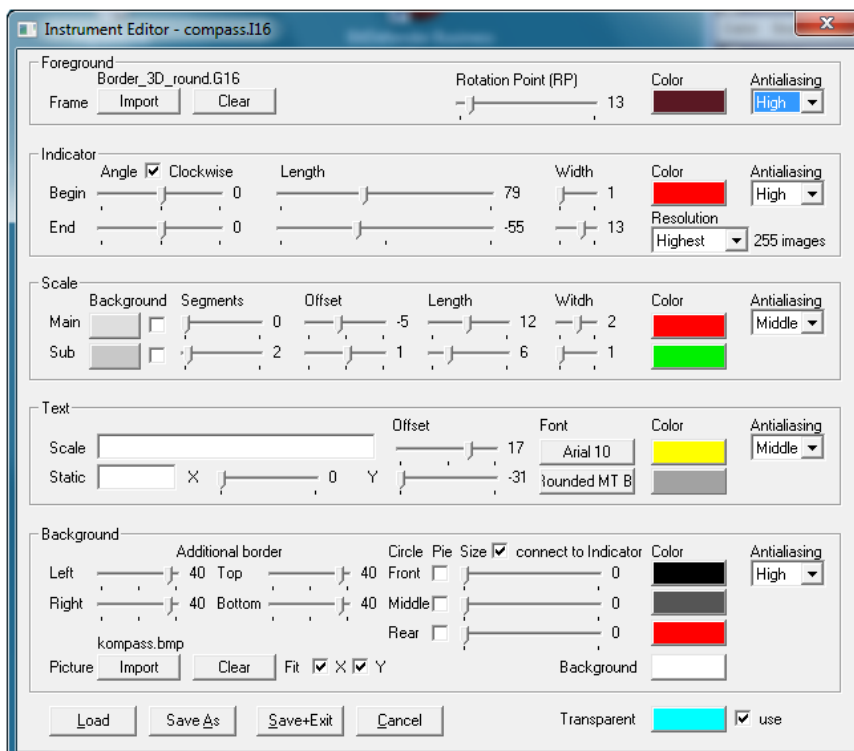 Instrument Editor - compass.I16
Foreground
Border_3D_round.G16 Rotation Point (RP) Color Antialiasing
Frame Import Clear 13 High
Indicator
Angle Clockwise Length Width Color Antialiasing
Begin 0 79 1 High
End 0 -55 13 Resolution
Highest 255 images
Scale
Background Segments Offset Length Witdh Color Antialiasing
Main 0 -5 12 2 Middle
Sub 2 1 6 1
Text
Offset Font Color Antialiasing
Scale 17 Arial 10 Middle
Static X 0 Y -31 Rounded MT B
Background
Additional border Circle Pie Size connect to Indicator Color Antialiasing
Left 40 Top 40 Front 0 High
Right 40 Bottom 40 Middle 0
Rear 0
kompass.bmp
Picture Import Clear Fit X Y Background
Load Save As Save+Exit Cancel Transparent use